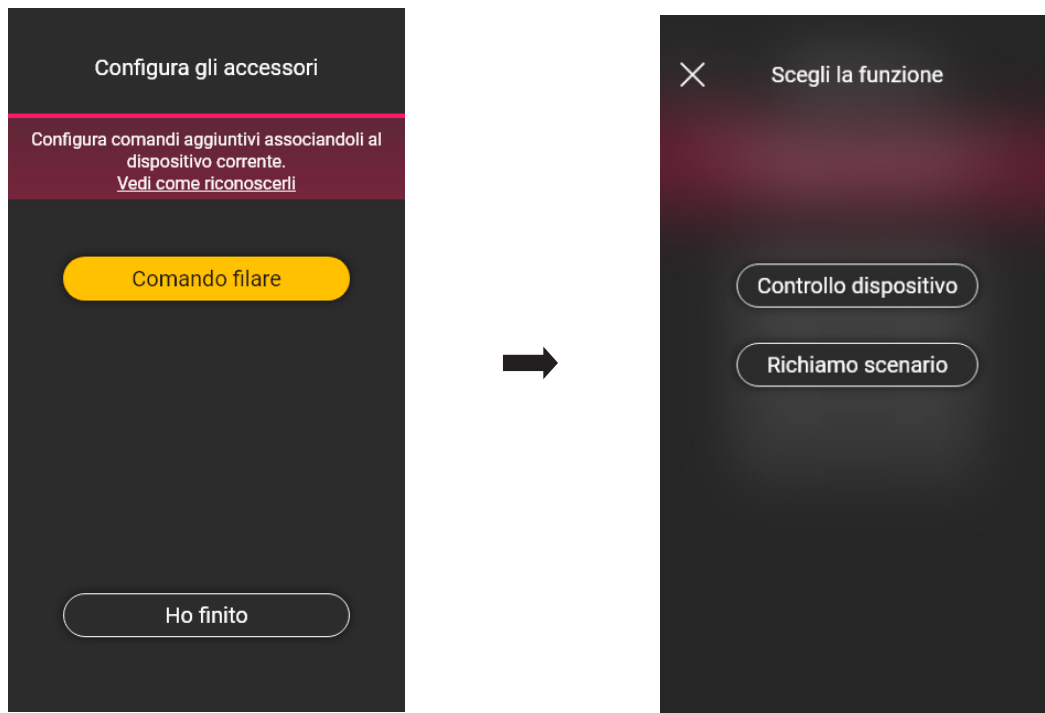 Configura gli accessori
Configura comandi aggiuntivi associandoli al
dispositivo corrente.
Vedi come riconoscerli
Comando filare
Ho finito
Scegli la funzione
Controllo dispositivo
Richiamo scenario